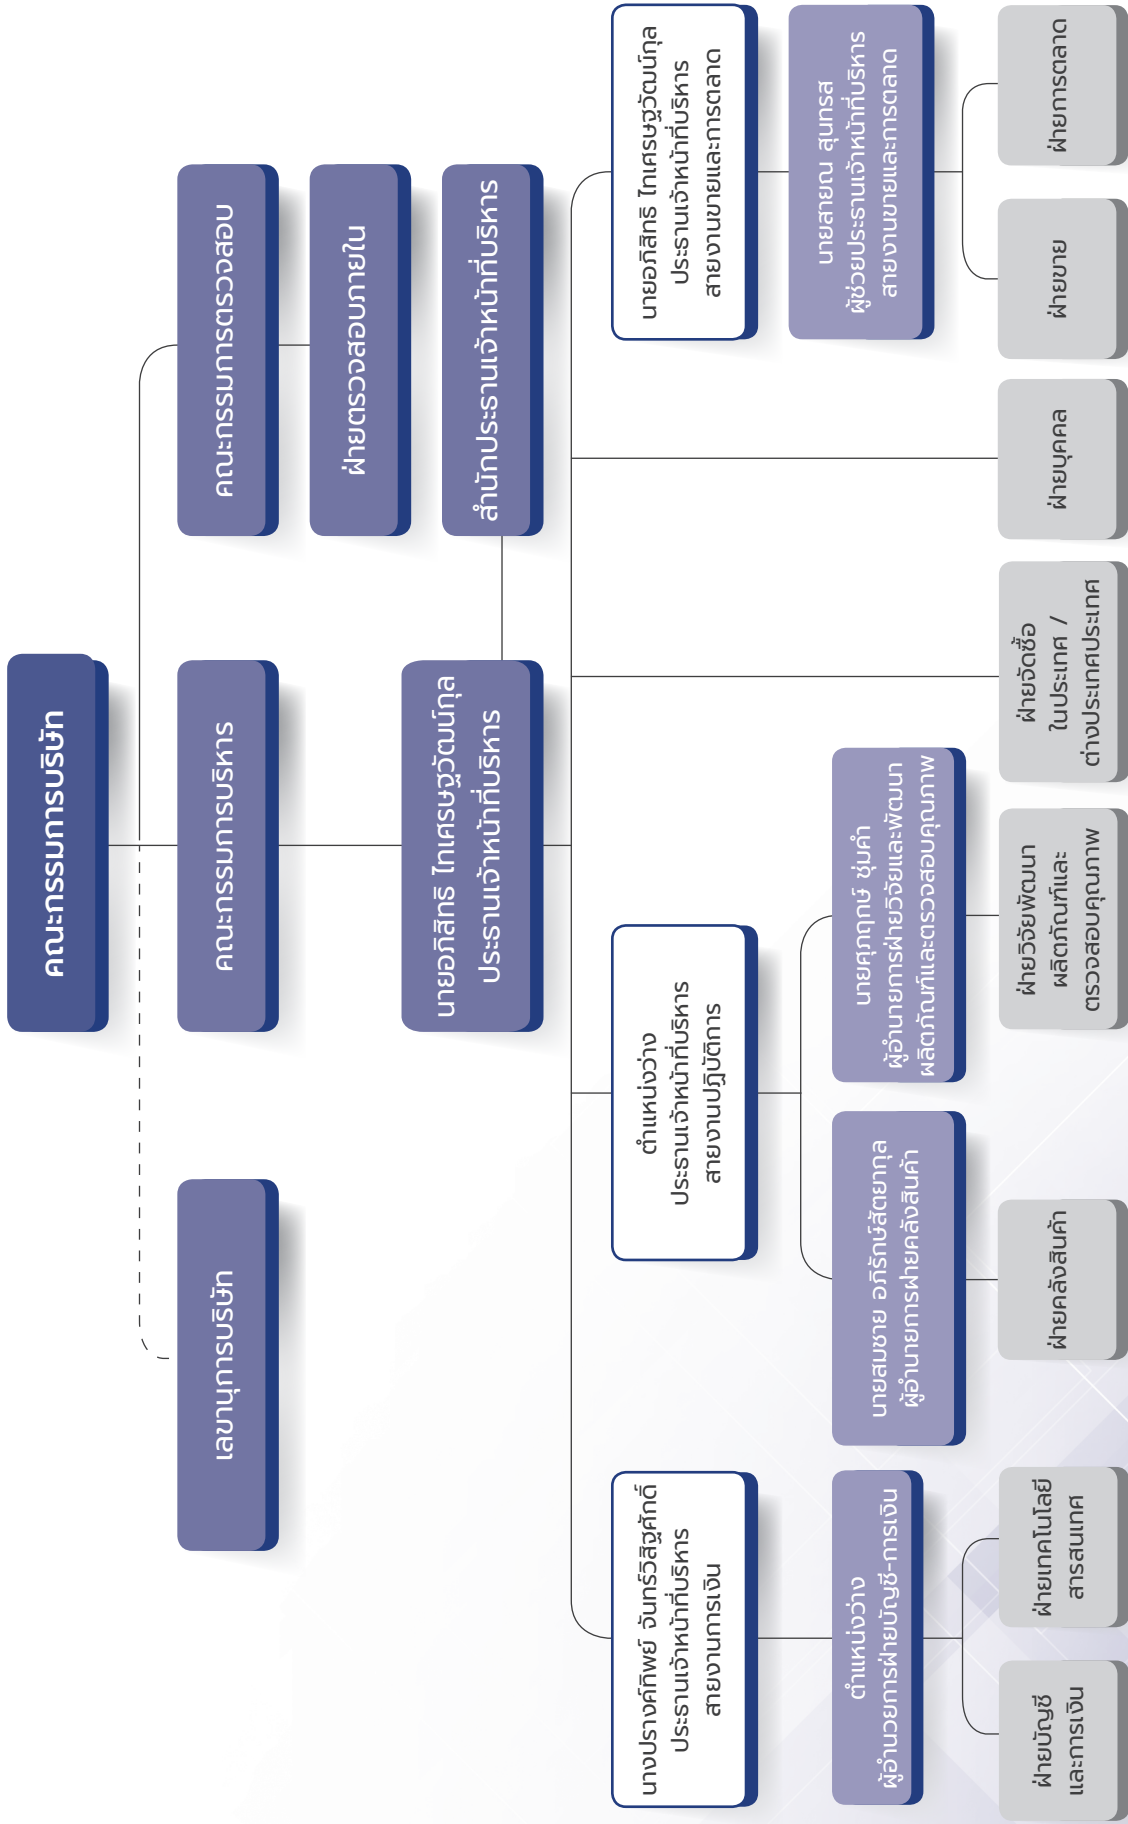 คณะกรรมการบริษัท
เลขานุการบริษัท
คณะกรรมการบริหาร
คณะกรรมการตรวจสอบ
ฝ่ายตรวจสอบภายใน
นายอภิสิทธิ ไทเศรษฐวัฒน์กุล
ประธานเจ้าหน้าที่บริหาร
สำนักประธานเจ้าหน้าที่บริหาร
นางปรางค์ทิพย์ จันทร์วิสิฐศักดิ์
ประธานเจ้าหน้าที่บริหาร
สายงานการเงิน
ตำแหน่งว่าง
ประธานเจ้าหน้าที่บริหาร
สายงานปฏิบัติการ
นายอภิสิทธิ ไทเศรษฐวัฒน์กุล
ประธานเจ้าหน้าที่บริหาร
สายงานขายและการตลาด
ตำแหน่งว่าง
ผู้อำนวยการฝ่ายบัญชี-การเงิน
นายสมชาย อภิรักษ์สัตยากุล
ผู้อำนายการฝ่ายคลังสินค้า
นายศุภฤกษ์ ชุ่มคำ
ผู้อำนายการฝ่ายวิจัยและพัฒนา
ผลิตภัณฑ์และตรวจสอบคุณภาพ
นายสายณ สุ่นทรส
ผู้ช่วยประธานเจ้าหน้าที่บริหาร
สายงานขายและการตลาด
ฝ่ายบัญชี
และการเงิน
ฝ่ายเทคโนโลยี
สารสนเทศ
ฝ่ายคลังสินค้า
ฝ่ายวิจัยพัฒนา
ผลิตภัณฑ์และ
ตรวจสอบคุณภาพ
ฝ่ายจัดซื้อ
ในประเทศ /
ต่างประเทศประเทศ
ฝ่ายบุคคล
ฝ่ายขาย
ฝ่ายการตลาด